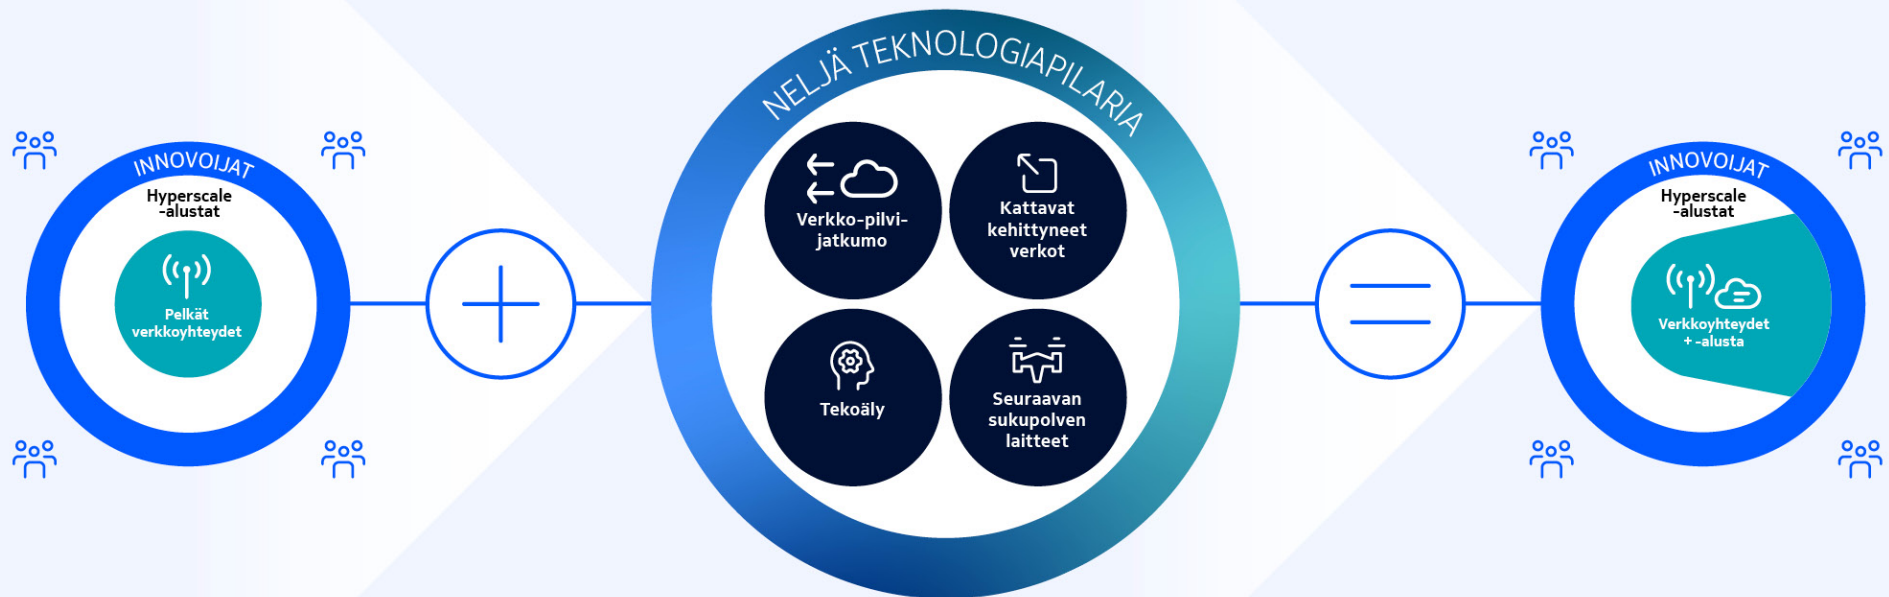 INNOVOIJAT
Hyperscale
-alustat
Pelkät
verkkoyhteydet
NELJÄ TEKNOLOGIAPILARIA
Verkko-pilvi-
jatkumo
Kattavat
kehittyneet
verkot
Tekoäly
Seuraavan
sukupolven
laitteet
INNOVOIJAT
Hyperscale
-alustat
Verkkoyhteydet
+ -alusta